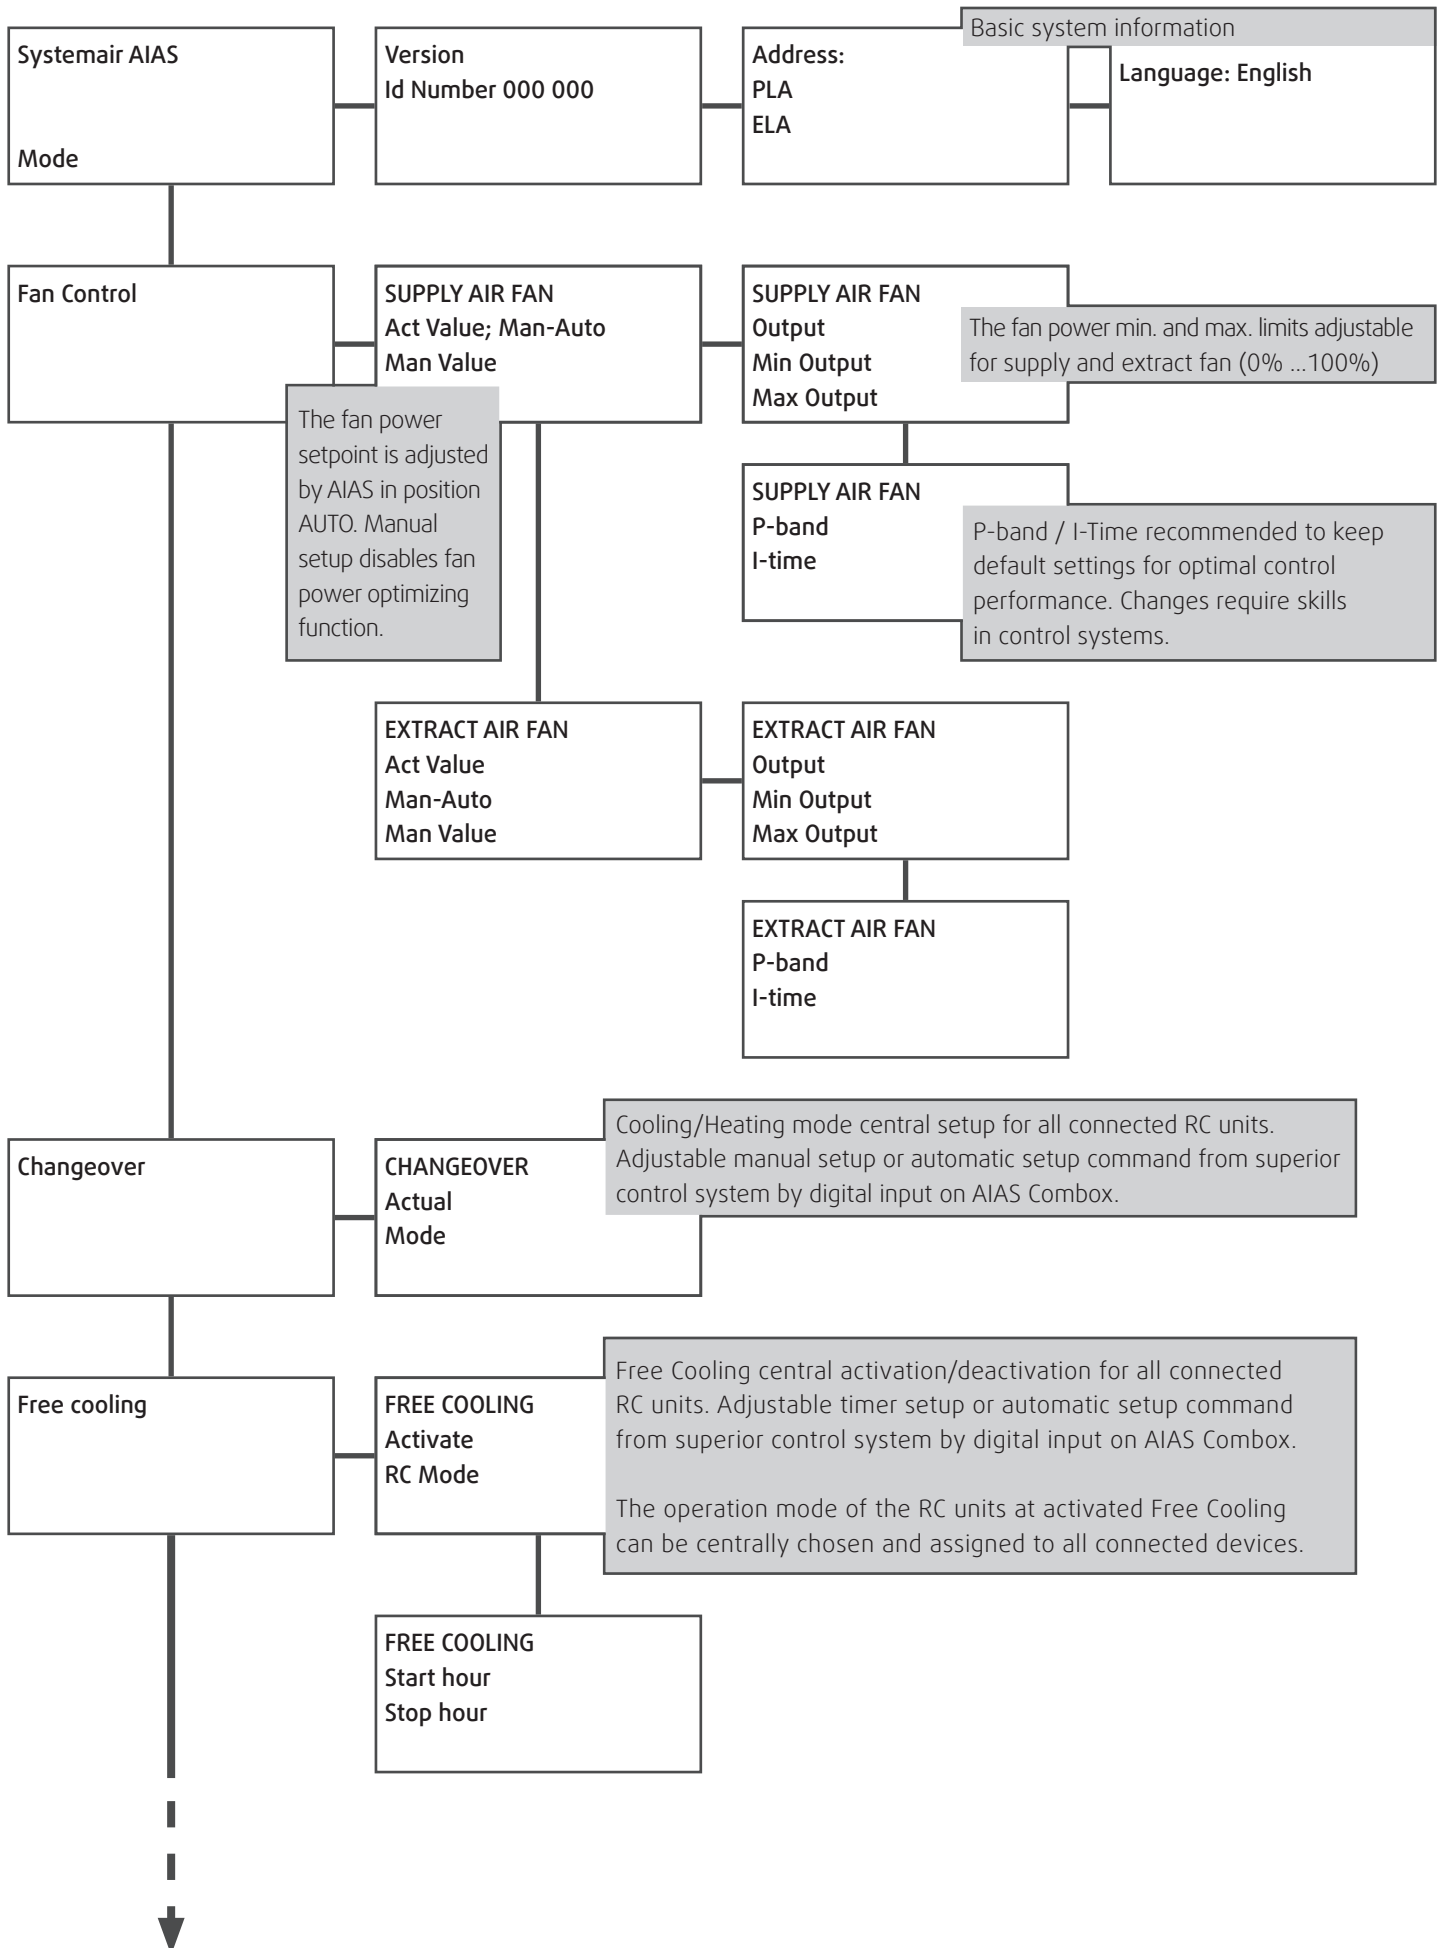 Basic system information
Systemair AIAS
Mode
Version
Id Number 000 000
Address:
PLA
ELA
Language: English
Fan Control
SUPPLY AIR FAN
Act Value; Man-Auto
Man Value
The fan power
setpoint is adjusted
by AIAS in position
AUTO. Manual
setup disables fan
power optimizing
function.
SUPPLY AIR FAN
Output
Min Output
Max Output
The fan power min. and max. limits adjustable
for supply and extract fan (0% ...100%)
SUPPLY AIR FAN
P-band
I-time
P-band / I-Time recommended to keep
default settings for optimal control
performance. Changes require skills
in control systems.
EXTRACT AIR FAN
Act Value
Man-Auto
Man Value
EXTRACT AIR FAN
Output
Min Output
Max Output
EXTRACT AIR FAN
P-band
I-time
Changeover
CHANGEOVER
Actual
Mode
Cooling/Heating mode central setup for all connected RC units.
Adjustable manual setup or automatic setup command from superior
control system by digital input on AIAS Combox.
Free cooling
FREE COOLING
Activate
RC Mode
Free Cooling central activation/deactivation for all connected
RC units. Adjustable timer setup or automatic setup command
from superior control system by digital input on AIAS Combox.
The operation mode of the RC units at activated Free Cooling
can be centrally chosen and assigned to all connected devices.
FREE COOLING
Start hour
Stop hour